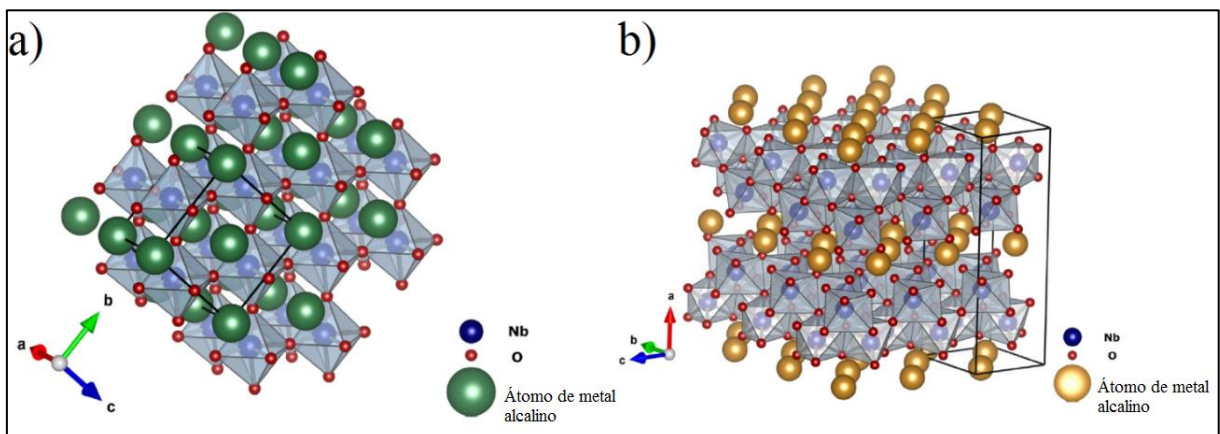 a)
b
a
c
Nb
O
Átomo de metal
alcalino
b)
a
b
c
Nb
O
Átomo de metal
alcalino